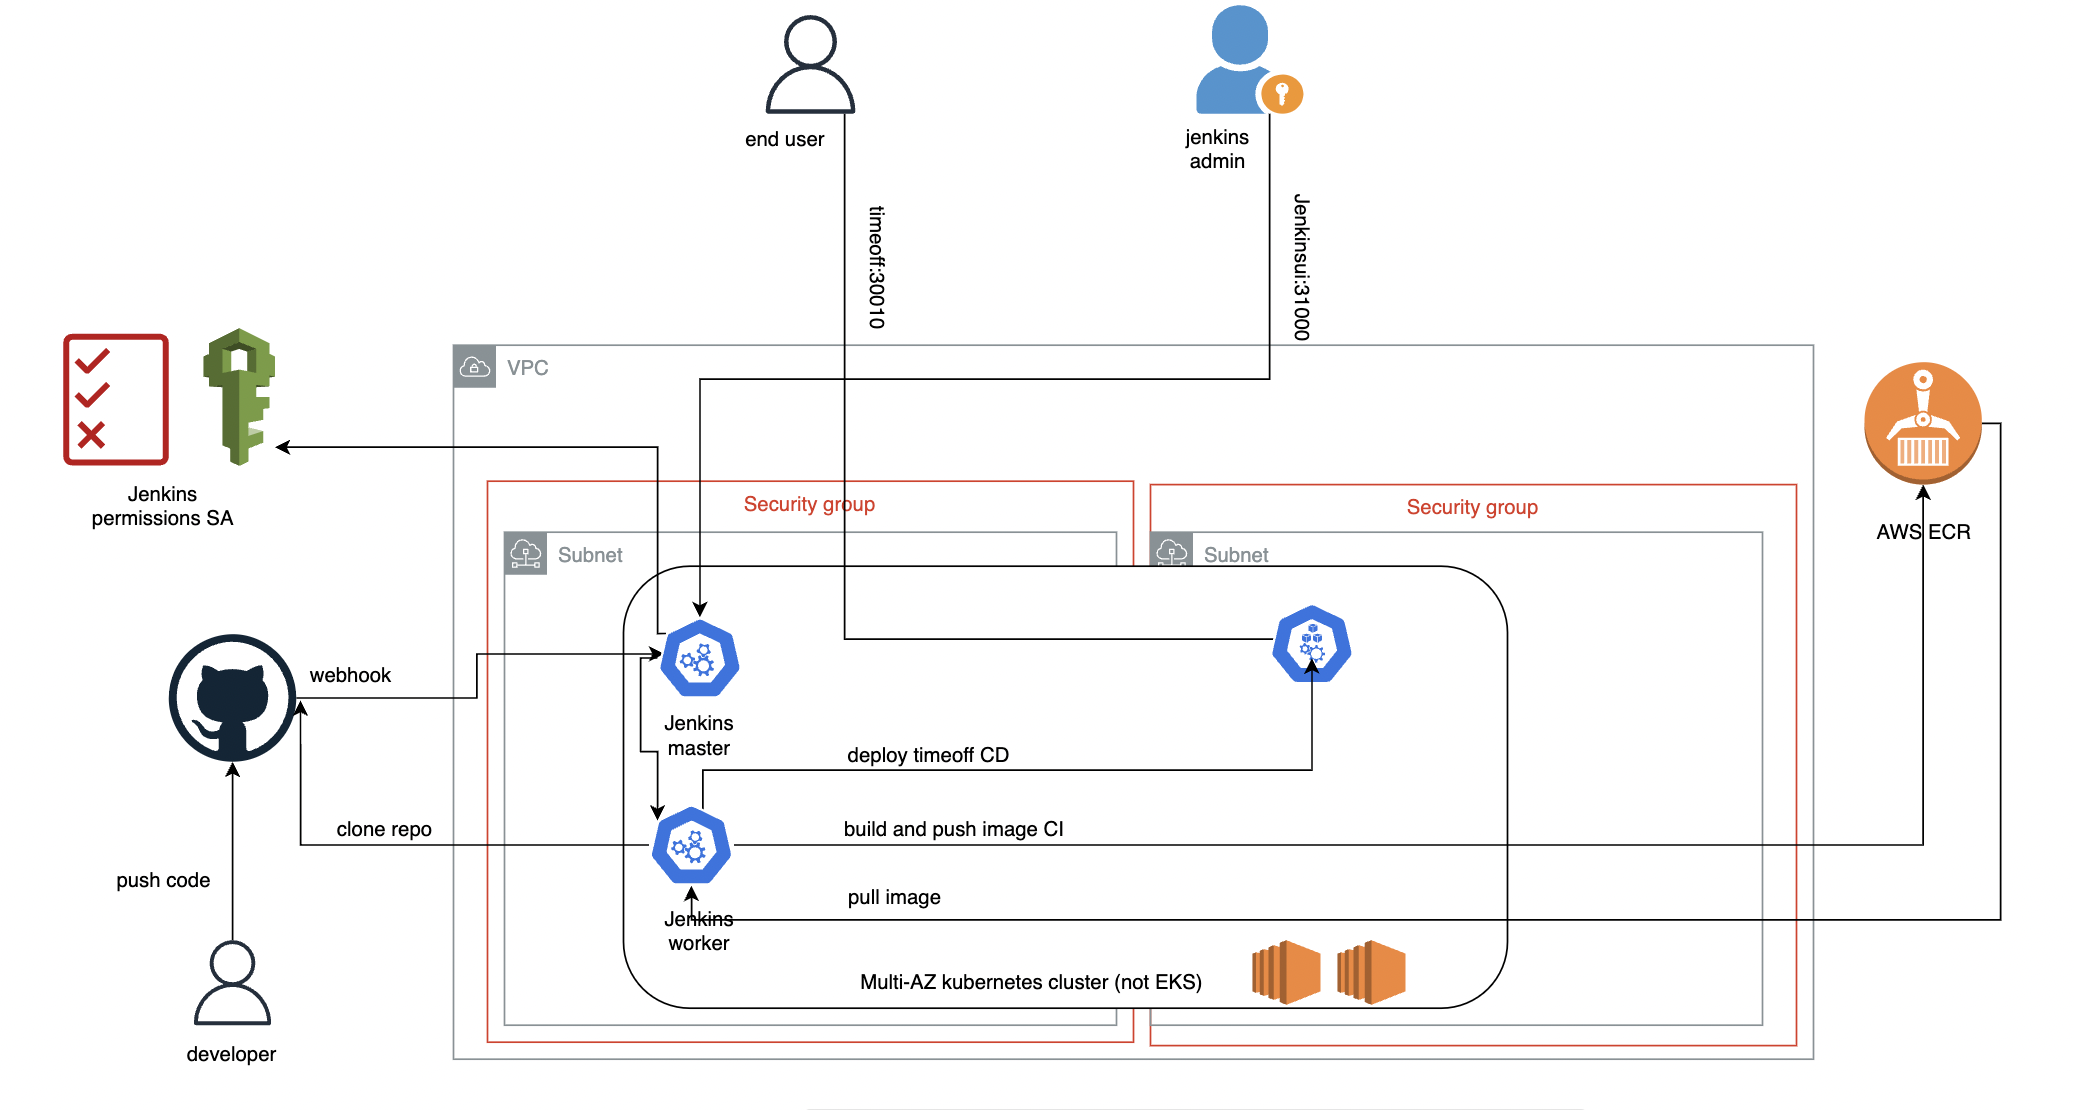 end user
jenkins
admin
timeoff:30010
Jenkinsui:31000
VPC
Jenkins
permissions SA
Security group
Security group
AWS ECR
Subnet
Subnet
webhook
Jenkins
master
deploy timeoff CD
clone repo
build and push image CI
push code
pull image
Jenkins
worker
Multi-AZ kubernetes cluster (not EKS)
developer